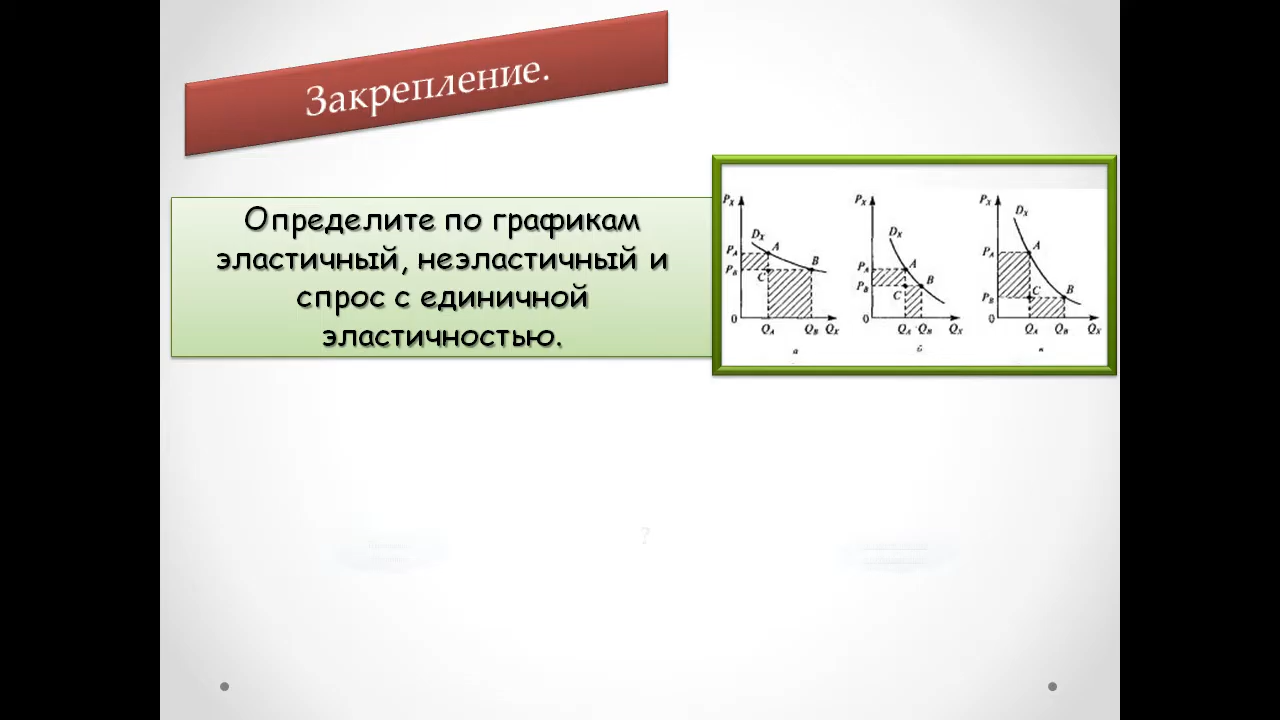 Закрепление.
Определите по графикам
эластичный, неэластичный и
спрос с единичной
эластичностью.
PX
DX
A
B
C
PA
PB
0
QA
QB
QX
а
PX
DX
A
B
C
PA
PB
0
QA
QB
QX
б
PX
DX
A
B
C
PA
PB
0
QA
QB
QX
в
?